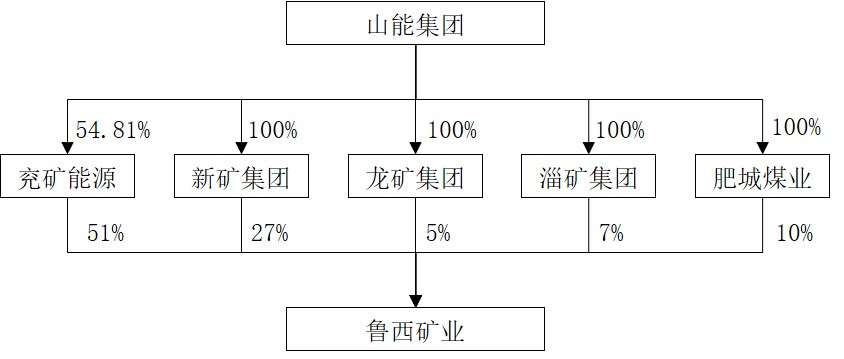 山能集团
54.81%
100%
100%
100%
100%
兖矿能源
新矿集团
龙矿集团
淄矿集团
肥城煤业
51%
27%
5%
7%
10%
鲁西矿业